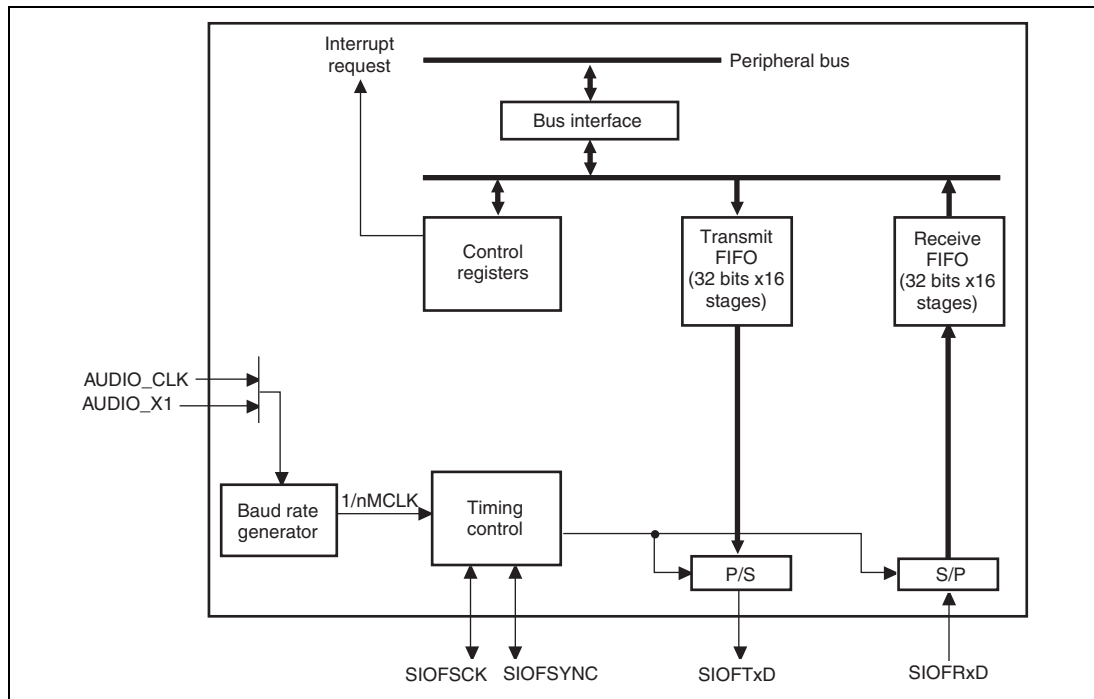 Interrupt
request
Peripheral bus
Bus interface
Control
registers
Transmit
FIFO
(32 bits x16
stages)
Receive
FIFO
(32 bits x16
stages)
AUDIO_CLK
AUDIO_X1
Baud rate
generator
1/nMCLK
Timing
control
P/S
S/P
SIOFSCK
SIOFSYNC
SIOFTxD
SIOFRxD